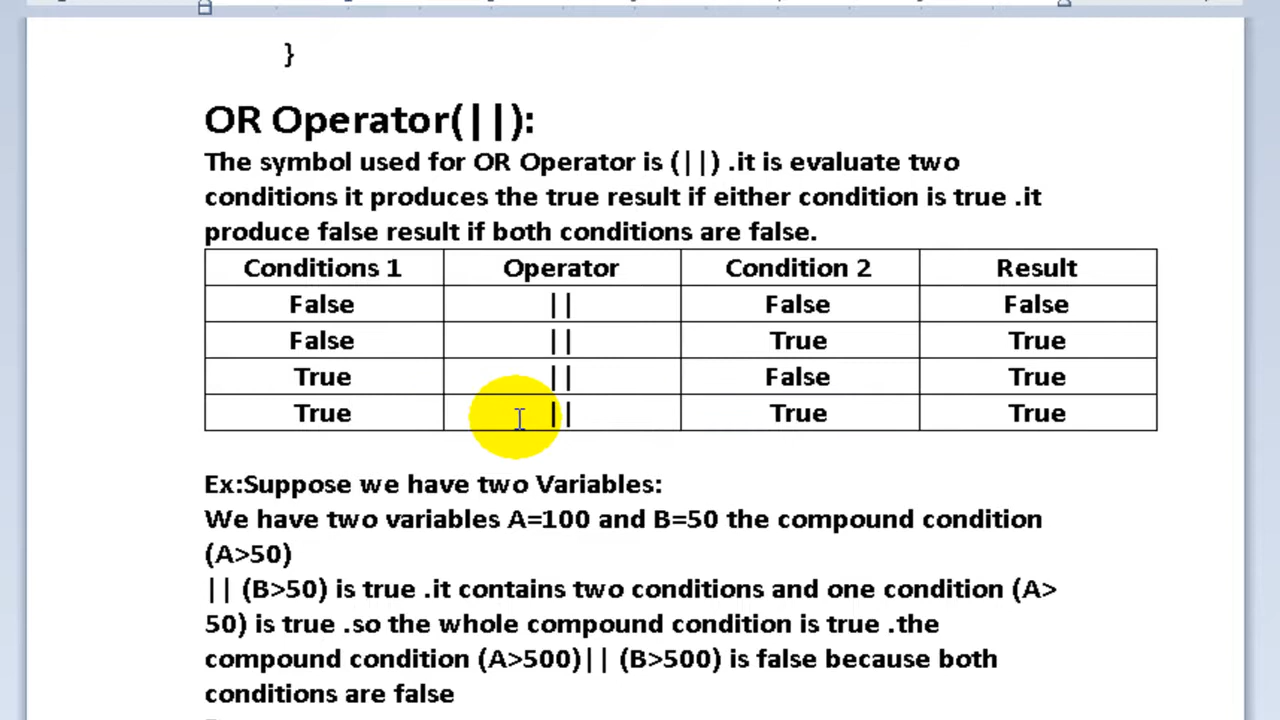 }
OR Operator(||):
The symbol used for OR Operator is (||) .it is evaluate two
conditions it produces the true result if either condition is true .it
produce false result if both conditions are false.
Conditions 1 Operator Condition 2 Result
False || False False
False || True True
True || False True
True || True True
Ex:Suppose we have two Variables:
We have two variables A=100 and B=50 the compound condition
(A>50)
|| (B>50) is true .it contains two conditions and one condition (A>
50) is true .so the whole compound condition is true .the
compound condition (A>500)|| (B>500) is false because both
conditions are false